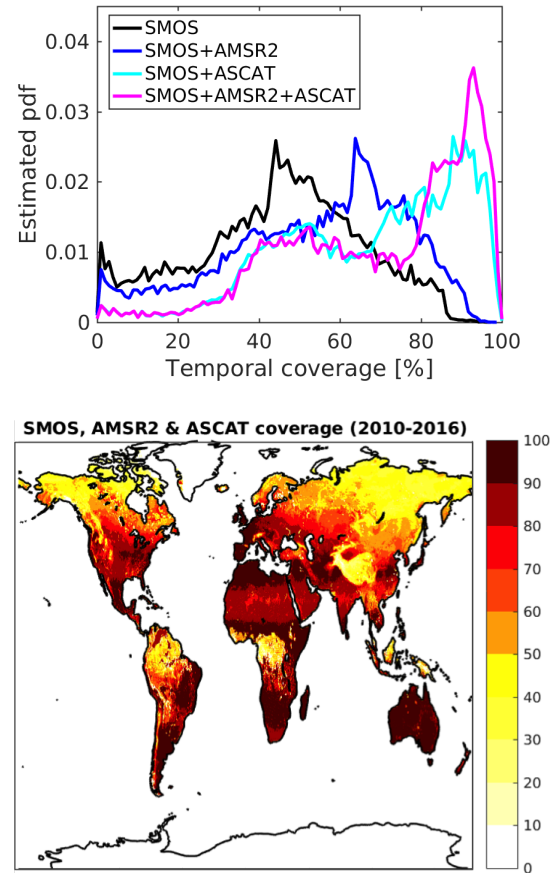 0.04
0.03
0.02
0.01
0
Estimated pdf
SMOS
SMOS+AMSR2
SMOS+ASCAT
SMOS+AMSR2+ASCAT
0 20 40 60 80 100
Temporal coverage [%]
SMOS, AMSR2 & ASCAT coverage (2010-2016)
100
90
80
70
60
50
40
30
20
10
0